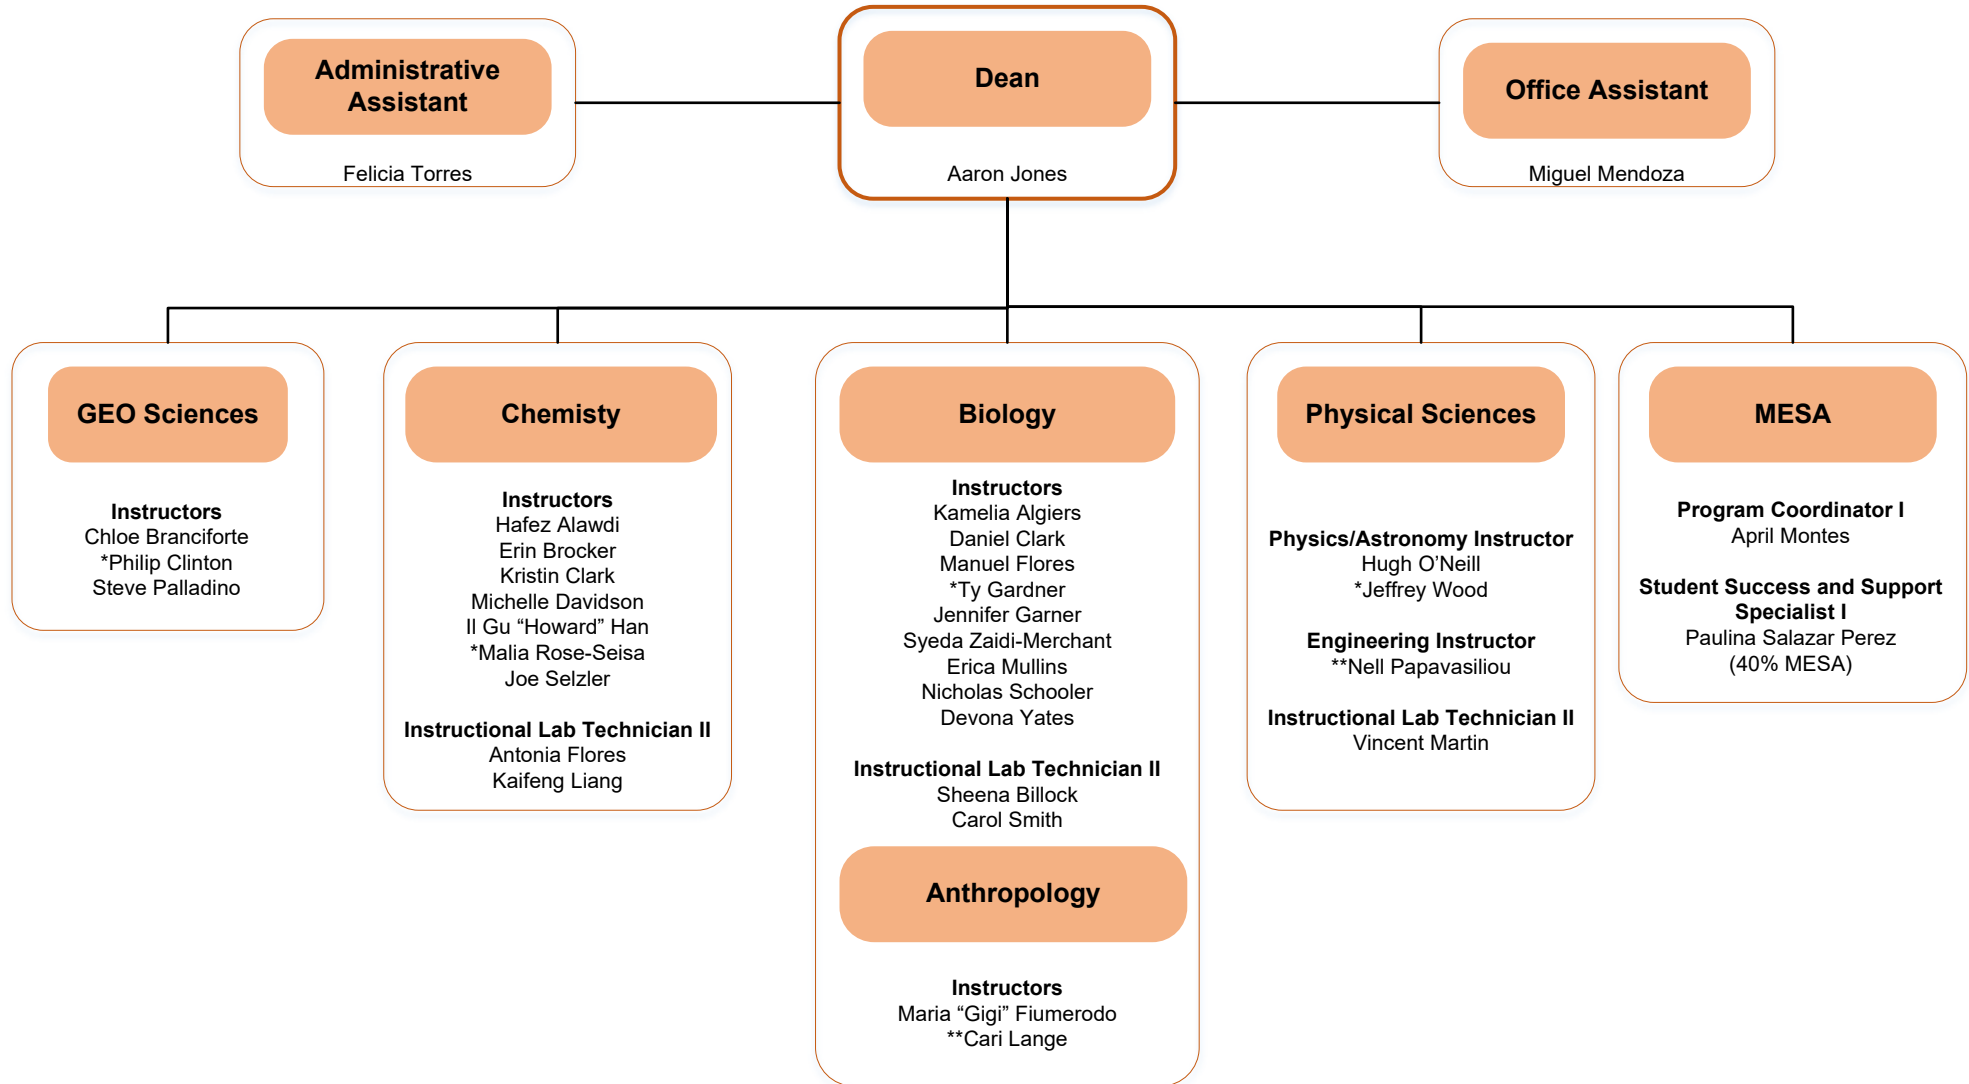 Administrative
Assistant
Felicia Torres
Dean
Aaron Jones
Office Assistant
Miguel Mendoza
GEO Sciences
Instructors
Chloe Branciforte
*Philip Clinton
Steve Palladino
Chemisty
Instructors
Hafez Alawdi
Erin Brocker
Kristin Clark
Michelle Davidson
Il Gu “Howard” Han
*Malia Rose-Seisa
Joe Selzler
Instructional Lab Technician II
Antonia Flores
Kaifeng Liang
Biology
Instructors
Kamelia Algiers
Daniel Clark
Manuel Flores
*Ty Gardner
Jennifer Garner
Syeda Zaidi-Merchant
Erica Mullins
Nicholas Schooler
Devona Yates
Instructional Lab Technician II
Sheena Billock
Carol Smith
Anthropology
Instructors
Maria “Gigi” Fiumerodo
**Cari Lange
Physical Sciences
Physics/Astronomy Instructor
Hugh O’Neill
*Jeffrey Wood
Engineering Instructor
**Nell Papavasiliou
Instructional Lab Technician II
Vincent Martin
MESA
Program Coordinator I
April Montes
Student Success and Support
Specialist I
Paulina Salazar Perez
(40% MESA)